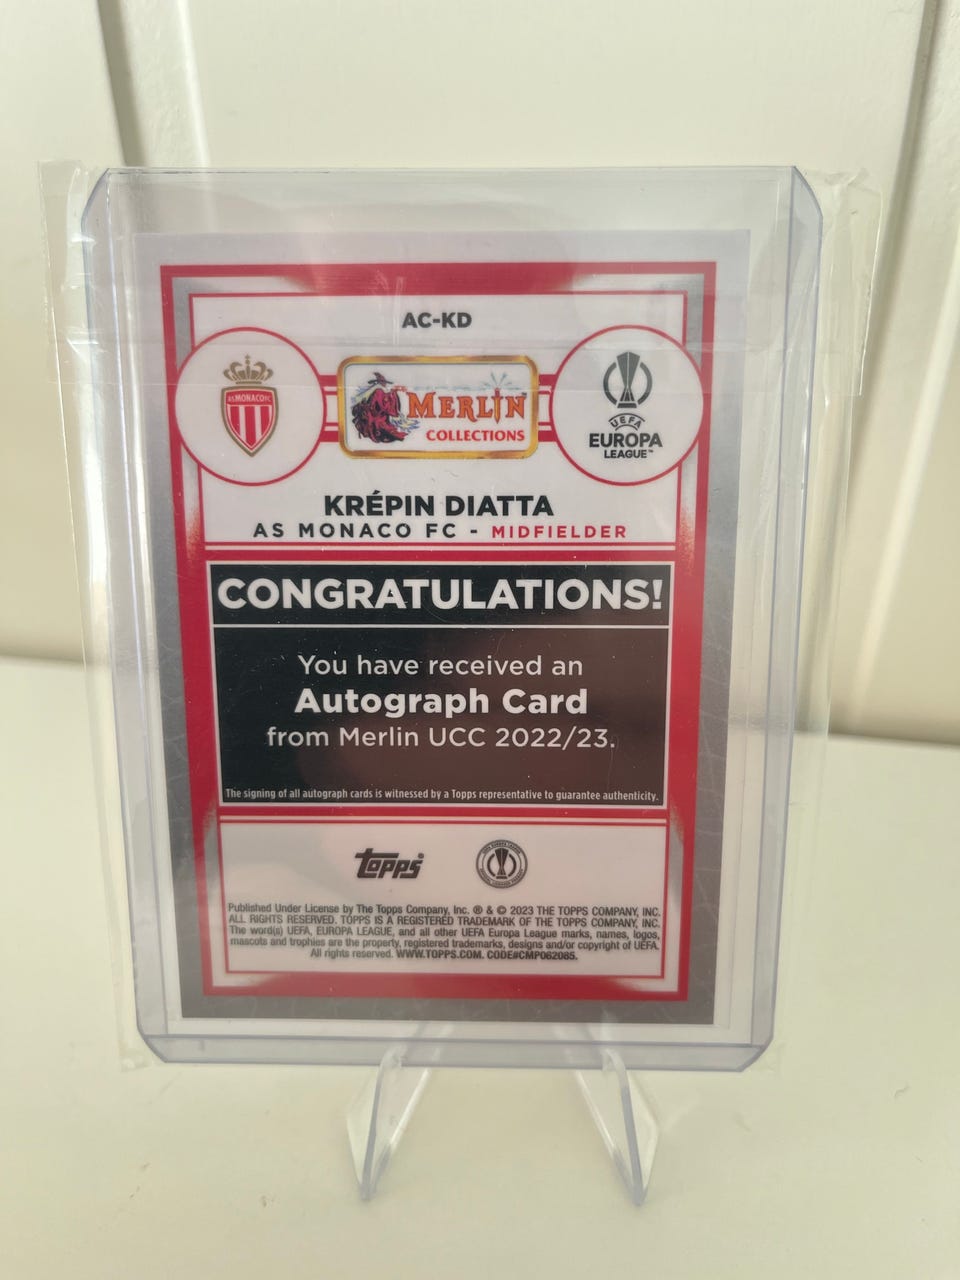 AC-KD
AS MONACO FC
MERLIN
COLLECTIONS
UEFA
EUROPA
LEAGUE™
KRÉPIN DIATTA
AS MONACO FC - MIDFIELDER
CONGRATULATIONS!
You have received an
Autograph Card
from Merlin UCC 2022/23.
The signing of all autograph cards is witnessed by a Topps representative to guarantee authenticity.
topps
Published Under License by The Topps Company, Inc. ® & © 2023 THE TOPPS COMPANY, INC.
ALL RIGHTS RESERVED. TOPPS IS A REGISTERED TRADEMARK OF THE TOPPS COMPANY, INC.
The word(s) UEFA, EUROPA LEAGUE, and all other UEFA Europa League marks, names, logos,
mascots and trophies are the property, registered trademarks, designs and/or copyright of UEFA.
All rights reserved. WWW.TOPPS.COM. CODE#CMP062085.